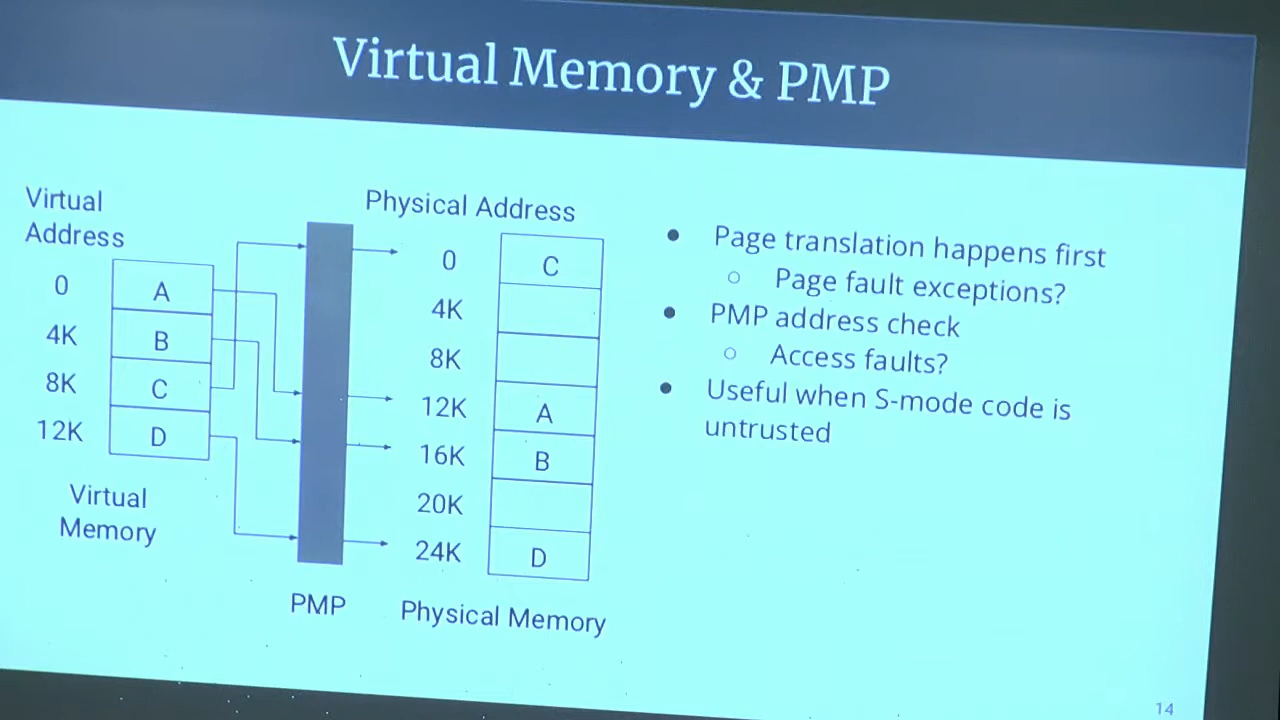 Virtual Memory & PMP
Virtual
Address
0
A
4K
B
8K
C
12K
D
Virtual
Memory
PMP
Physical Address
0
C
4K
8K
12K
A
16K
B
20K
24K
D
Physical Memory
● Page translation happens first
○ Page fault exceptions?
● PMP address check
○ Access faults?
● Useful when S-mode code is
untrusted
14